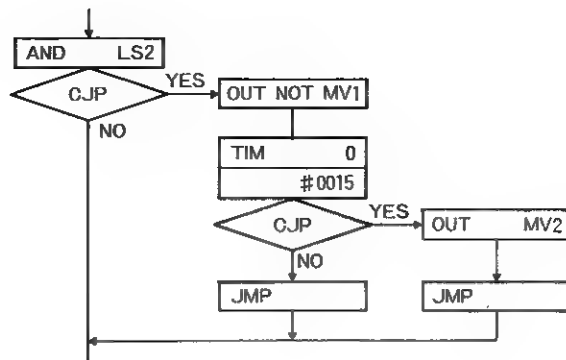 AND LS2
CJP YES OUT NOT MV1
NO
TIM 0
#0015
CJP YES OUT MV2
NO
JMP JMP